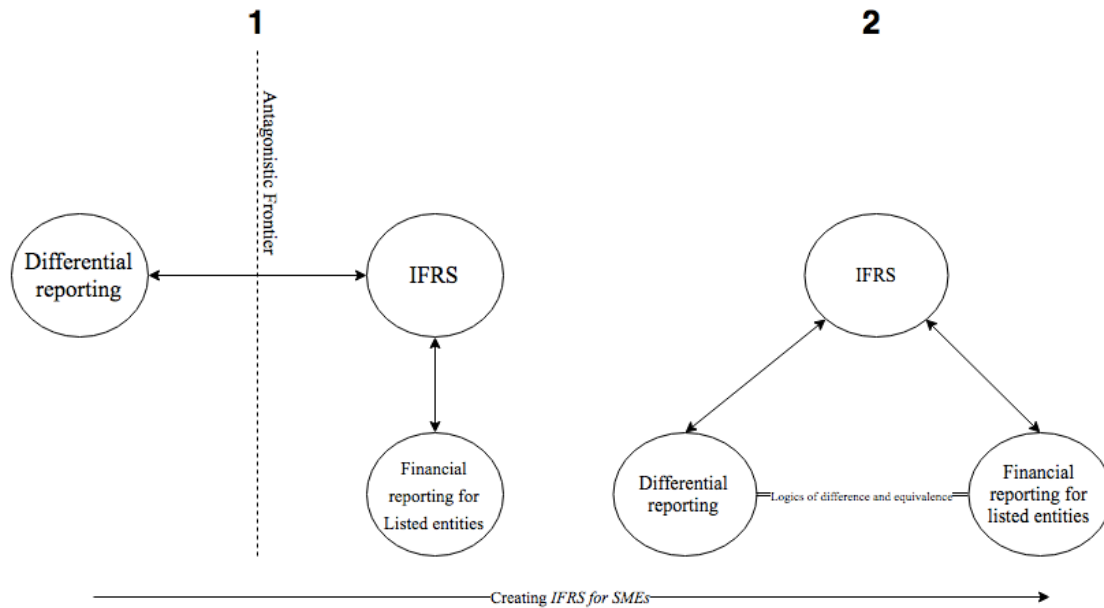 1
2
Antagonistic Frontier
Differential
reporting
IFRS
Financial
reporting for
Listed entities
IFRS
Differential
reporting
Logics of difference and equivalence
Financial
reporting for
listed entities
Creating IFRS for SMEs